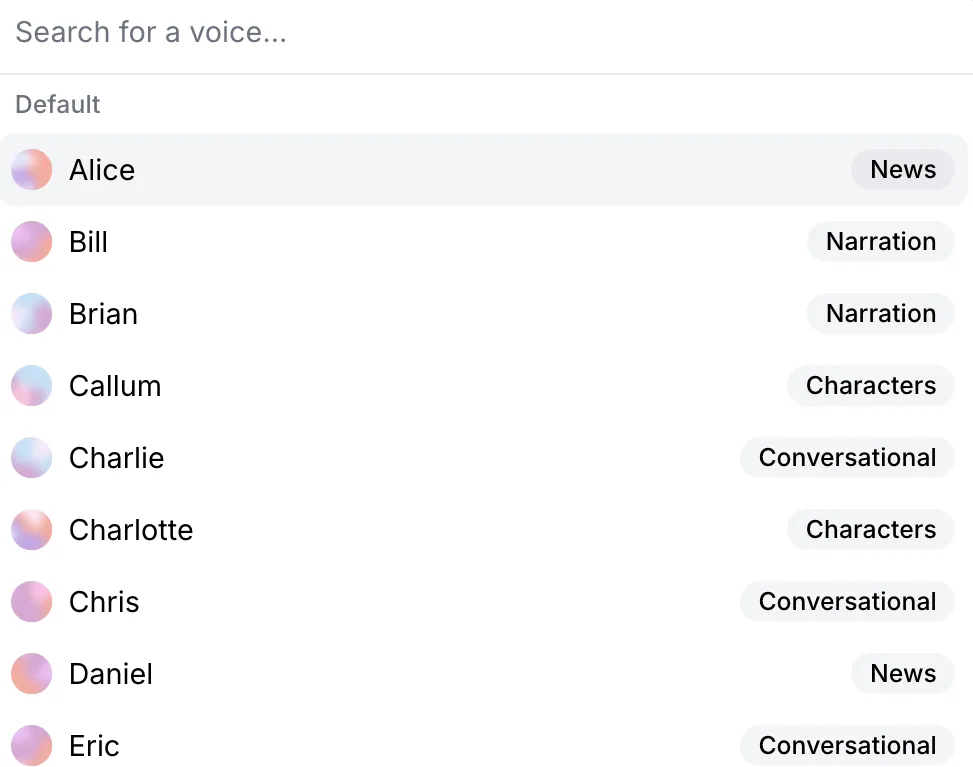 Search for a voice...
Default
Alice News
Bill Narration
Brian Narration
Callum Characters
Charlie Conversational
Charlotte Characters
Chris Conversational
Daniel News
Eric Conversational